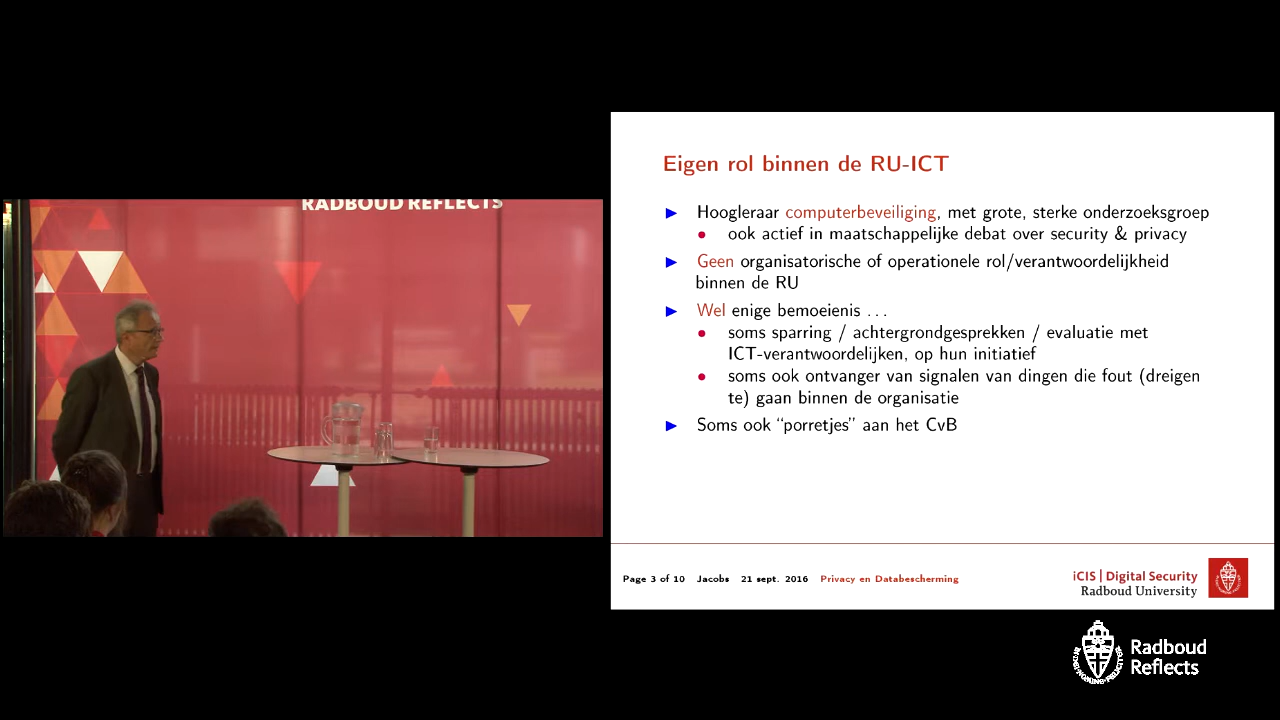 RADBOUD REFLECTS
Eigen rol binnen de RU-ICT
Hoogleraar computerbeveiliging, met grote, sterke onderzoeksgroep
ook actief in maatschappelijke debat over security & privacy
Geen organisatorische of operationele rol/verantwoordelijkheid
binnen de RU
Wel enige bemoeienis ...
soms sparring / achtergrondgesprekken / evaluatie met
ICT-verantwoordelijken, op hun initiatief
soms ook ontvanger van signalen van dingen die fout (dreigen
te) gaan binnen de organisatie
Soms ook “porretjes” aan het CvB
Page 3 of 10 Jacobs 21 sept. 2016 Privacy en Databescherming
iCIS | Digital Security
Radboud University
Radboud
Reflects